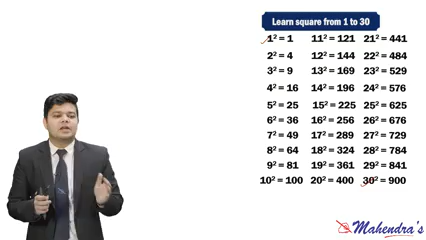 Learn square from 1 to 30
1² = 1 11² = 121 21² = 441
2² = 4 12² = 144 22² = 484
3² = 9 13² = 169 23² = 529
4² = 16 14² = 196 24² = 576
5² = 25 15² = 225 25² = 625
6² = 36 16² = 256 26² = 676
7² = 49 17² = 289 27² = 729
8² = 64 18² = 324 28² = 784
9² = 81 19² = 361 29² = 841
10² = 100 20² = 400 30² = 900
Mahendra's